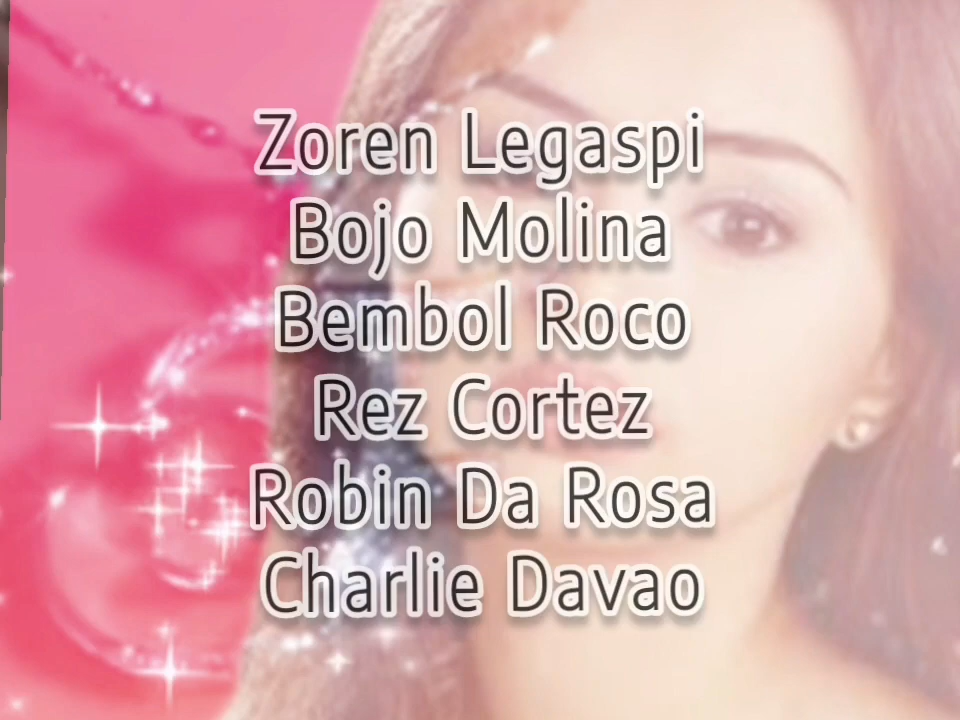 Zoren Legaspi
Bojo Molina
Bembol Roco
Rez Cortez
Robin Da Rosa
Charlie Davao